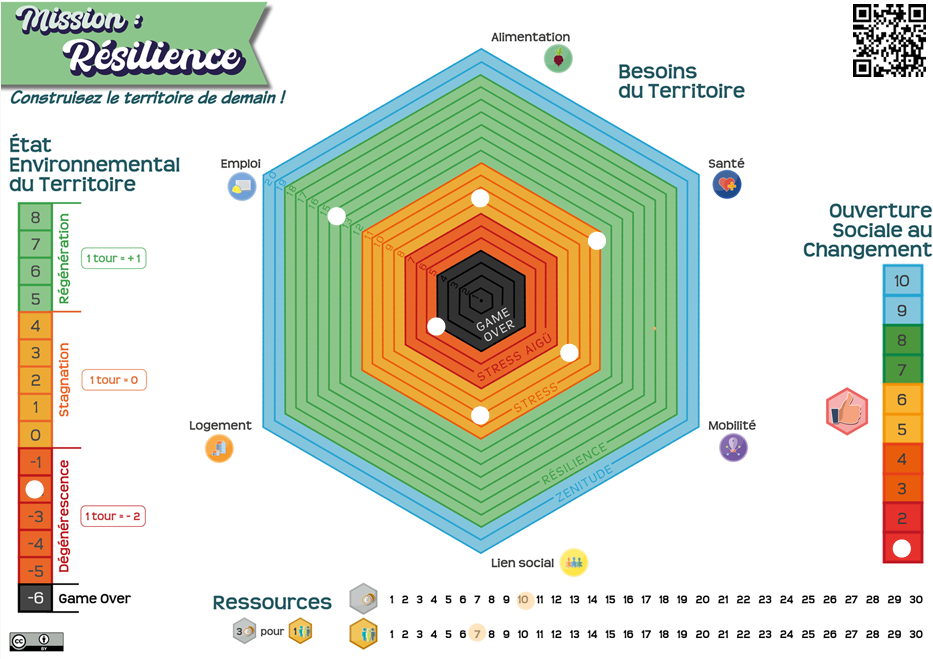 Mission :
Résilience
Construisez le territoire de demain !
Alimentation
Besoins
du Territoire
État
Environnemental
du Territoire
Emploi
Santé
8
7
6
5
Régénération
1 tour = + 1
4
3
2
1
0
Stagnation
1 tour = 0
-1
-3
-4
-5
Dégénérescence
1 tour = - 2
-6
Game Over
20
GAME
OVER
STRESS AIGÜ
STRESS
RÉSILIENCE
ZENITUDE
Ouverture
Sociale au
Changement
10
9
8
7
6
5
4
3
2
Logement
Mobilité
Lien social
Ressources
1 2 3 4 5 6 7 8 9 10 11 12 13 14 15 16 17 18 19 20 21 22 23 24 25 26 27 28 29 30
3 pour 1
1 2 3 4 5 6 7 8 9 10 11 12 13 14 15 16 17 18 19 20 21 22 23 24 25 26 27 28 29 30
CC
BY